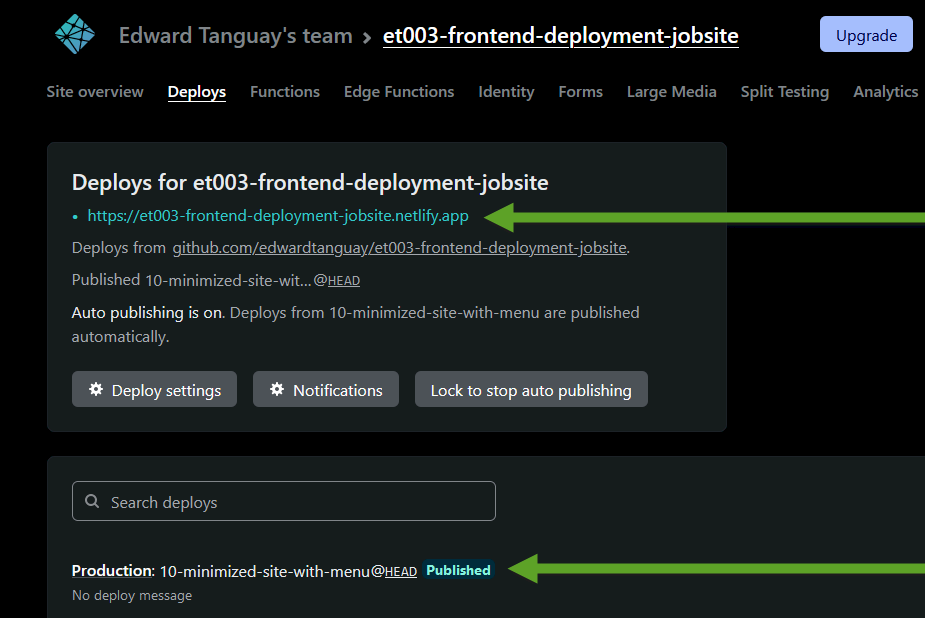 Edward Tanguay's team > et003-frontend-deployment-jobsite Upgrade
Site overview Deploys Functions Edge Functions Identity Forms Large Media Split Testing Analytics
Deploys for et003-frontend-deployment-jobsite
• https://et003-frontend-deployment-jobsite.netlify.app
Deploys from github.com/edwardtanguay/et003-frontend-deployment-jobsite.
Published 10-minimized-site-wit...@HEAD
Auto publishing is on. Deploys from 10-minimized-site-with-menu are published
automatically.
Deploy settings Notifications Lock to stop auto publishing
Search deploys
Production: 10-minimized-site-with-menu@HEAD Published
No deploy message